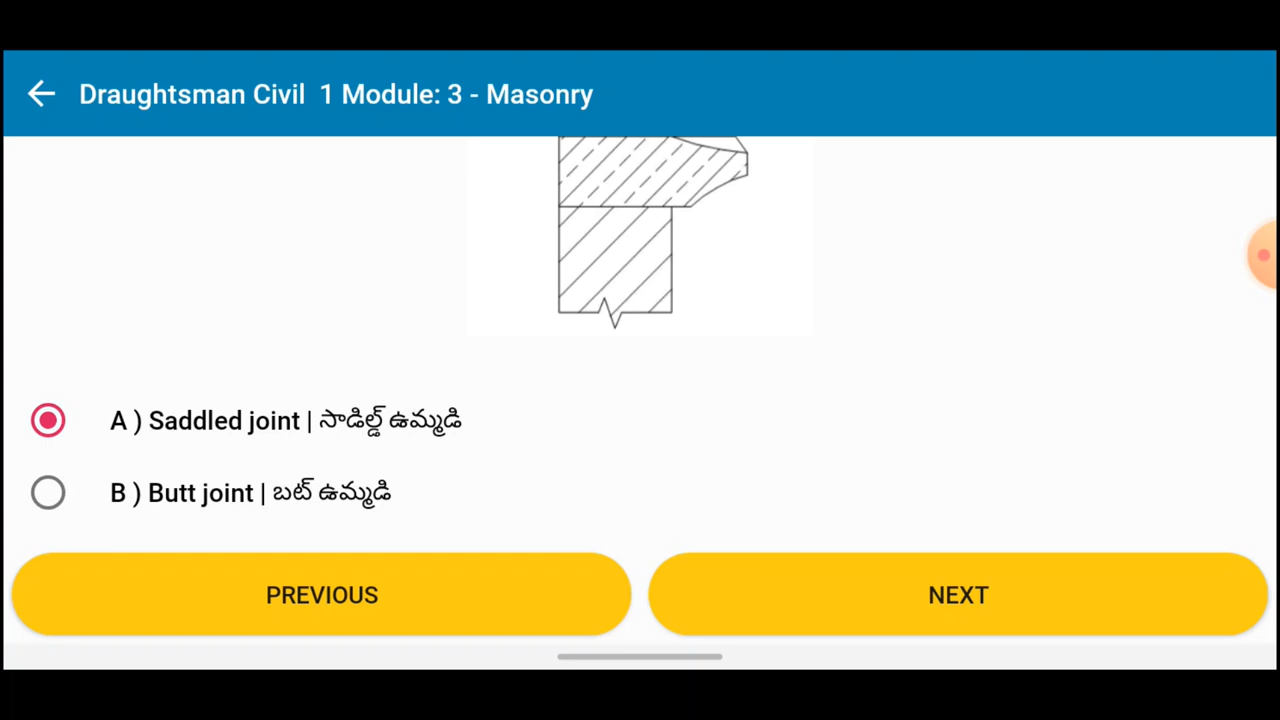 Draughtsman Civil  1 Module: 3 - Masonry
A ) Saddled joint | సాడిల్డ్ ఉమ్మడి
B ) Butt joint | బట్ ఉమ్మడి
PREVIOUS
NEXT